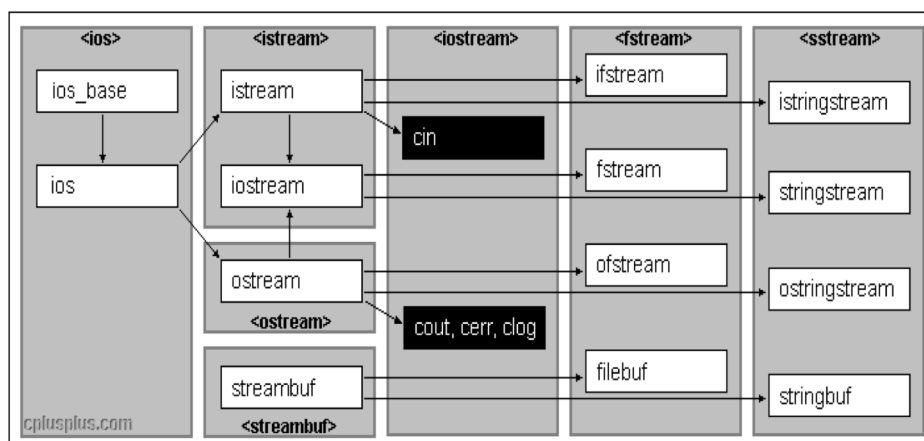 <ios>
ios_base
ios
<istream>
istream
iostream
ostream
<ostream>
streambuf
<streambuf>
<iostream>
cin
cout, cerr, clog
<fstream>
ifstream
fstream
ofstream
filebuf
<sstream>
istringstream
stringstream
ostringstream
stringbuf
cplusplus.com